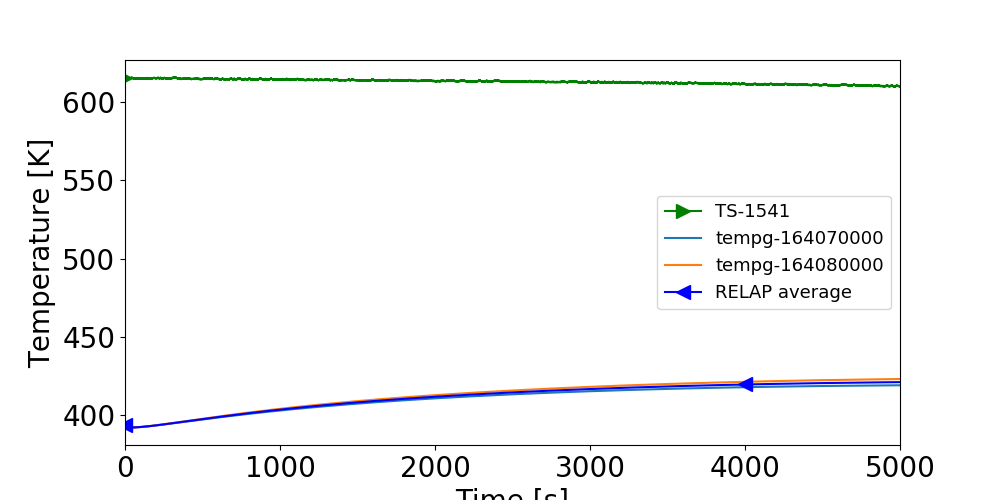 Temperature [K]
600
550
500
450
400
TS-1541
tempg-164070000
tempg-164080000
RELAP average
0 1000 2000 3000 4000 5000
Time [s]